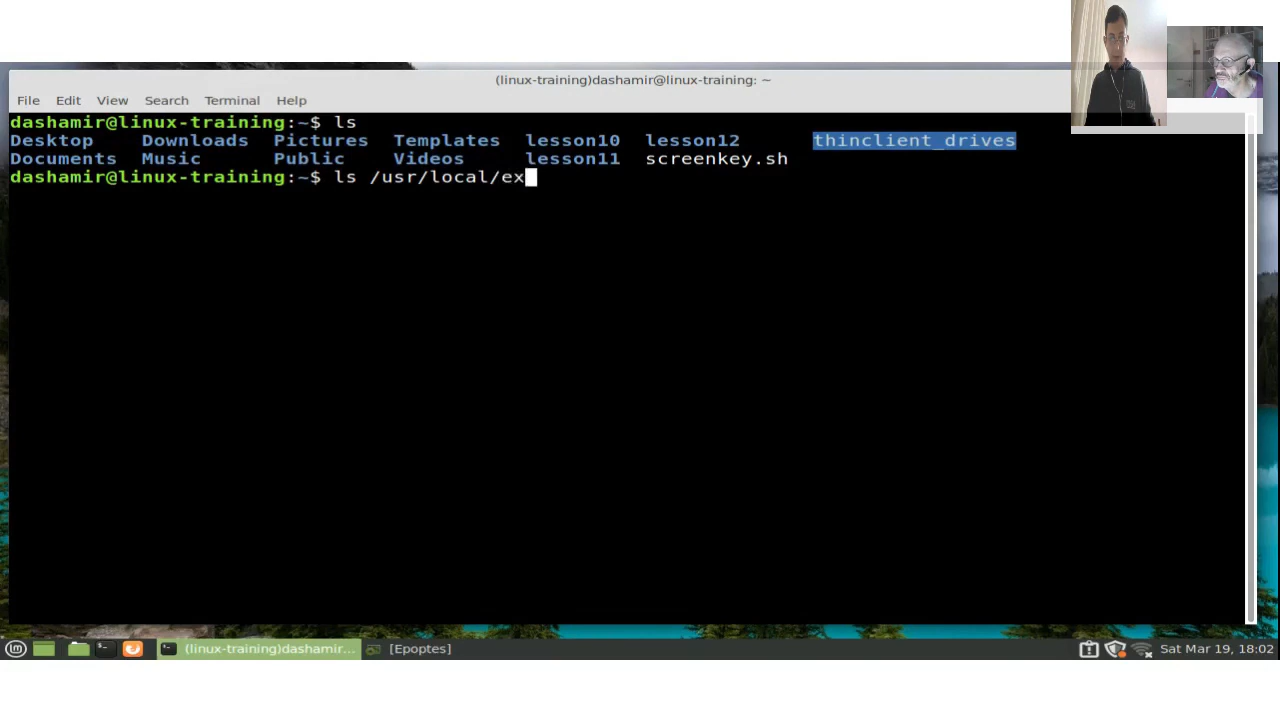 (linux-training)dashamir@linux-training: ~
File Edit View Search Terminal Help
dashamir@linux-training:~$ ls
Desktop Downloads Pictures Templates lesson10 lesson12 thinclient_drives
Documents Music Public Videos lesson11 screenkey.sh
dashamir@linux-training:~$ ls /usr/local/ex
(linux-training)dashamir... [Epoptes] Sat Mar 19, 18:02